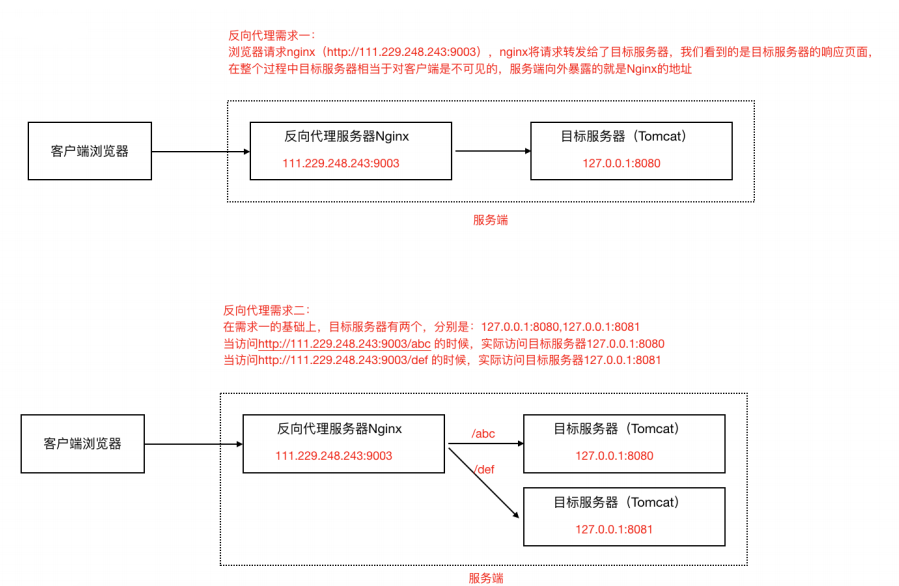 反向代理需求一：
浏览器请求nginx（http://111.229.248.243:9003），nginx将请求转发给了目标服务器，我们看到的是目标服务器的响应页面，
在整个过程中目标服务器相当于对客户端是不可见的，服务端向外暴露的就是Nginx的地址
客户端浏览器
反向代理服务器Nginx
111.229.248.243:9003
目标服务器（Tomcat）
127.0.0.1:8080
服务端
反向代理需求二：
在需求一的基础上，目标服务器有两个，分别是：127.0.0.1:8080,127.0.0.1:8081
当访问http://111.229.248.243:9003/abc 的时候，实际访问目标服务器127.0.0.1:8080
当访问http://111.229.248.243:9003/def 的时候，实际访问目标服务器127.0.0.1:8081
客户端浏览器
反向代理服务器Nginx
111.229.248.243:9003
/abc
/def
目标服务器（Tomcat）
127.0.0.1:8080
目标服务器（Tomcat）
127.0.0.1:8081
服务端